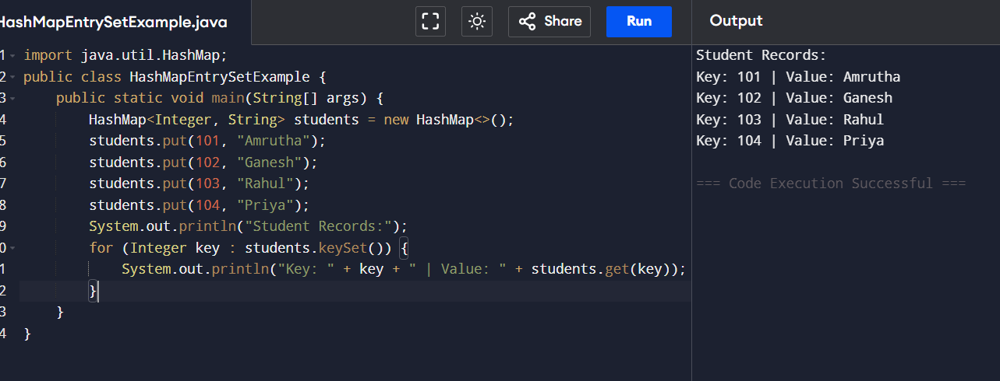 HashMapEntrySetExample.java
Share
Run
Output
1 import java.util.HashMap;
2 public class HashMapEntrySetExample {
3     public static void main(String[] args) {
4         HashMap<Integer, String> students = new HashMap<>();
5         students.put(101, "Amrutha");
6         students.put(102, "Ganesh");
7         students.put(103, "Rahul");
8         students.put(104, "Priya");
9         System.out.println("Student Records:");
0         for (Integer key : students.keySet()) {
1             System.out.println("Key: " + key + " | Value: " + students.get(key));
2         }
3     }
4 }
Student Records:
Key: 101 | Value: Amrutha
Key: 102 | Value: Ganesh
Key: 103 | Value: Rahul
Key: 104 | Value: Priya
=== Code Execution Successful ===